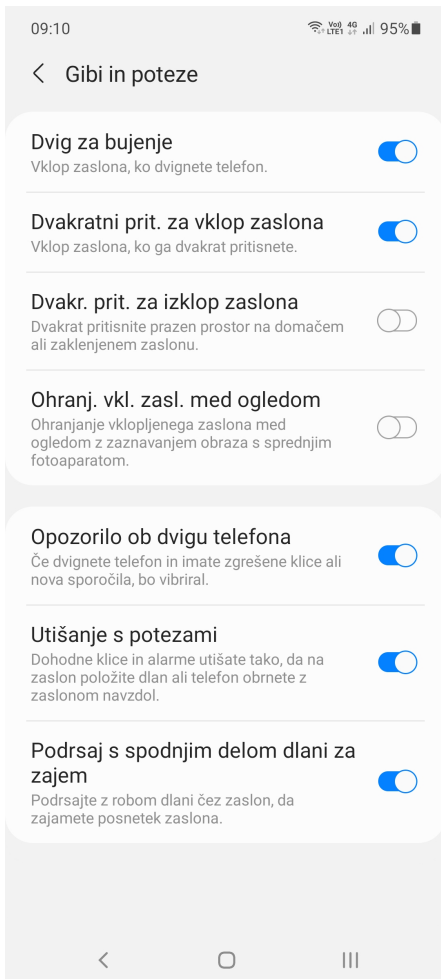 09:10
Vo)) LTE1 4G 95%
Gibi in poteze
Dvig za bujenje
Vklop zaslona, ko dvignete telefon.
Dvakratni prit. za vklop zaslona
Vklop zaslona, ko ga dvakrat pritisnete.
Dvakr. prit. za izklop zaslona
Dvakrat pritisnite prazen prostor na domačem
ali zaklenjenem zaslonu.
Ohranj. vkl. zasl. med ogledom
Ohranjanje vklopljenega zaslona med
ogledom z zaznavanjem obraza s sprednjim
fotoaparatom.
Opozorilo ob dvigu telefona
Če dvignete telefon in imate zgrešene klice ali
nova sporočila, bo vibriral.
Utišanje s potezami
Dohodne klice in alarme utišate tako, da na
zaslon položite dlan ali telefon obrnete z
zaslonom navzdol.
Podrsaj s spodnjim delom dlani za
zajem
Podrsajte z robom dlani čez zaslon, da
zajamete posnetek zaslona.